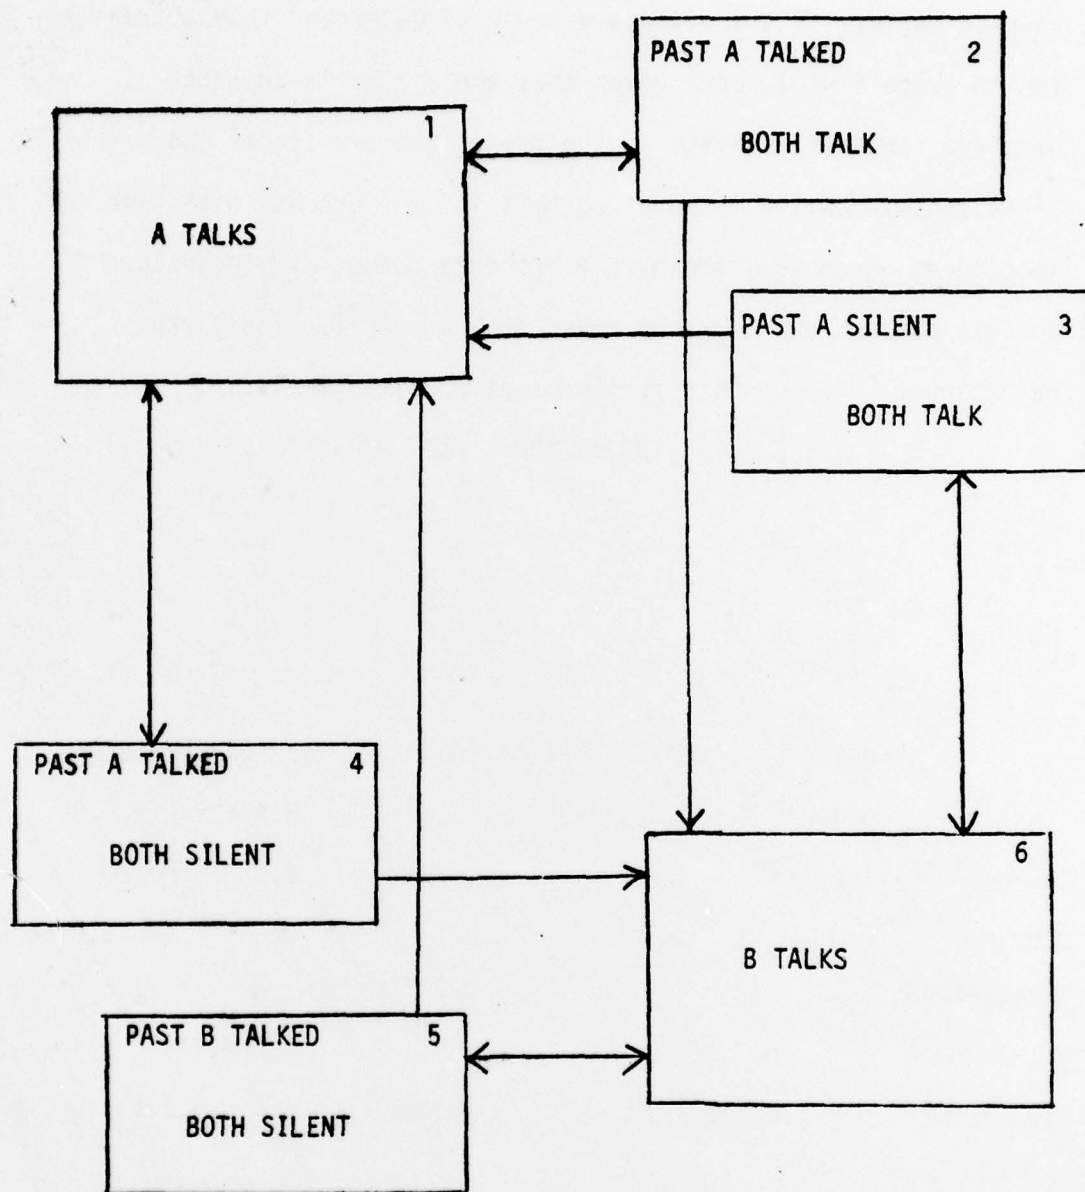 PAST A TALKED 2
BOTH TALK
1
A TALKS
PAST A SILENT 3
BOTH TALK
PAST A TALKED 4
BOTH SILENT
6
B TALKS
PAST B TALKED 5
BOTH SILENT